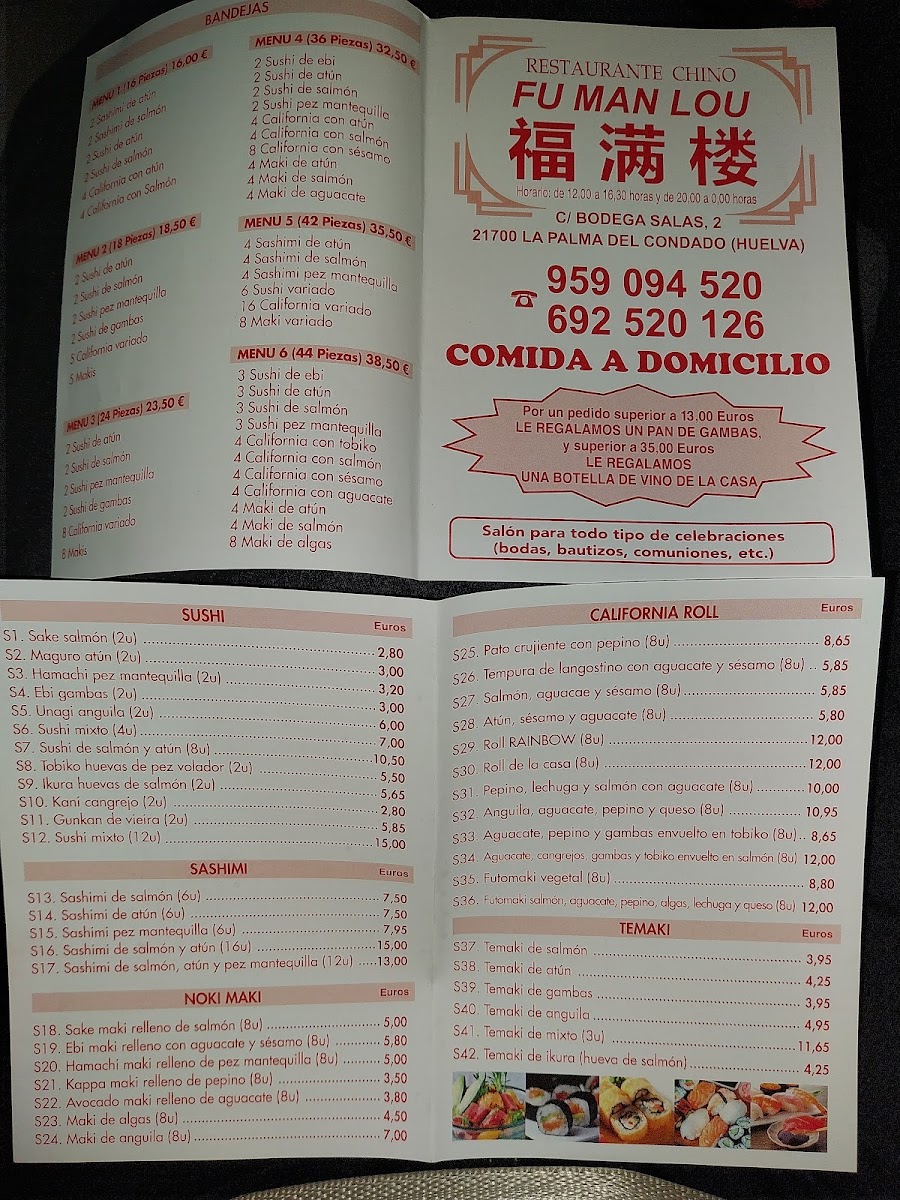 BANDEJAS
MENU 1 (16 Piezas) 16,00 €
2 Sashimi de atún
2 Sashimi de salmón
2 Sushi de atún
2 Sushi de salmón
4 California con atún
4 California con Salmón
MENU 2 (18 Piezas) 18,50 €
2 Sushi de atún
2 Sushi de salmón
2 Sushi pez mantequilla
2 Sushi de gambas
5 California variado
5 Makis
MENU 3 (24 Piezas) 23,50 €
2 Sushi de atún
2 Sushi de salmón
2 Sushi pez mantequilla
2 Sushi de gambas
8 California variado
8 Makis
MENU 4 (36 Piezas) 32,50 €
2 Sushi de ebi
2 Sushi de atún
2 Sushi de salmón
2 Sushi pez mantequilla
4 California con atún
4 California con salmón
8 California con sésamo
4 Maki de atún
4 Maki de salmón
4 Maki de aguacate
MENU 5 (42 Piezas) 35,50 €
4 Sashimi de atún
4 Sashimi de salmón
4 Sashimi pez mantequilla
6 Sushi variado
16 California variado
8 Maki variado
MENU 6 (44 Piezas) 38,50 €
3 Sushi de ebi
3 Sushi de atún
3 Sushi de salmón
3 Sushi pez mantequilla
4 California con tobiko
4 California con salmón
4 California con sésamo
4 California con aguacate
4 Maki de atún
4 Maki de salmón
8 Maki de algas
RESTAURANTE CHINO
FU MAN LOU
福满楼
Horario: de 12,00 a 16,30 horas y de 20,00 a 0,00 horas
C/ BODEGA SALAS, 2
21700 LA PALMA DEL CONDADO (HUELVA)
959 094 520
692 520 126
COMIDA A DOMICILIO
Por un pedido superior a 13.00 Euros
LE REGALAMOS UN PAN DE GAMBAS,
y superior a 35,00 Euros
LE REGALAMOS
UNA BOTELLA DE VINO DE LA CASA
Salón para todo tipo de celebraciones
(bodas, bautizos, comuniones, etc.)
SUSHI Euros
S1. Sake salmón (2u) 2,80
S2. Maguro atún (2u) 3,00
S3. Hamachi pez mantequilla (2u) 3,20
S4. Ebi gambas (2u) 3,00
S5. Unagi anguila (2u) 6,00
S6. Sushi mixto (4u) 7,00
S7. Sushi de salmón y atún (8u) 10,50
S8. Tobiko huevas de pez volador (2u) 5,50
S9. Ikura huevas de salmón (2u) 5,65
S10. Kani cangrejo (2u) 2,80
S11. Gunkan de vieira (2u) 5,85
S12. Sushi mixto (12u) 15,00
SASHIMI Euros
S13. Sashimi de salmón (6u) 7,50
S14. Sashimi de atún (6u) 7,50
S15. Sashimi pez mantequilla (6u) 7,95
S16. Sashimi de salmón y atún (16u) 15,00
S17. Sashimi de salmón, atún y pez mantequilla (12u) 13,00
NOKI MAKI Euros
S18. Sake maki relleno de salmón (8u) 5,00
S19. Ebi maki relleno con aguacate y sésamo (8u) 5,80
S20. Hamachi maki relleno de pez mantequilla (8u) 5.00
S21. Kappa maki relleno de pepino (8u) 3,50
S22. Avocado maki relleno de aguacate (8u) 3,80
S23. Maki de algas (8u) 4,50
S24. Maki de anguila (8u) 7,00
CALIFORNIA ROLL Euros
S25. Pato crujiente con pepino (8u) 8,65
S26. Tempura de langostino con aguacate y sésamo (8u) 5,85
S27. Salmón, aguacae y sésamo (8u) 5,85
S28. Atún, sésamo y aguacate (8u) 5,80
S29. Roll RAINBOW (8u) 12,00
S30. Roll de la casa (8u) 12,00
S31. Pepino, lechuga y salmón con aguacate (8u) 10,00
S32. Anguila, aguacate, pepino y queso (8u) 10,95
S33. Aguacate, pepino y gambas envuelto en tobiko (8u) 8,65
S34. Aguacate, cangrejos, gambas y tobiko envuelto en salmón (8u) 12,00
S35. Futomaki vegetal (8u) 8,80
S36. Futomaki salmón, aguacate, pepino, algas, lechuga y queso (8u) 12,00
TEMAKI Euros
S37. Temaki de salmón 3,95
S38. Temaki de atún 4,25
S39. Temaki de gambas 3,95
S40. Temaki de anguila 4,95
S41. Temaki de mixto (3u) 11,65
S42. Temaki de ikura (hueva de salmón) 4,25